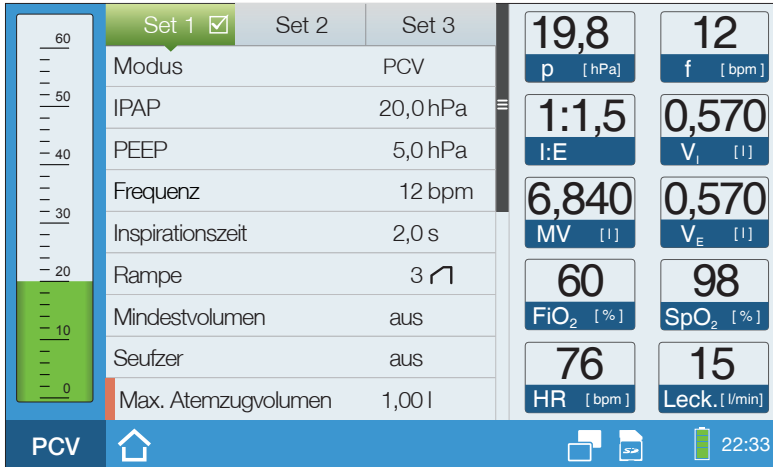 60
50
40
30
20
10
0
Set 1 Set 2 Set 3
Modus PCV
IPAP 20,0 hPa
PEEP 5,0 hPa
Frequenz 12 bpm
Inspirationszeit 2,0 s
Rampe 3
Mindestvolumen aus
Seufzer aus
Max. Atemzugvolumen 1,00 l
19,8
p [hPa]
12
f [bpm]
1:1,5
I:E
0,570
VI [l]
6,840
MV [l]
0,570
VE [l]
60
FiO2 [%]
98
SpO2 [%]
76
HR [bpm]
15
Leck. [l/min]
PCV
SD
22:33